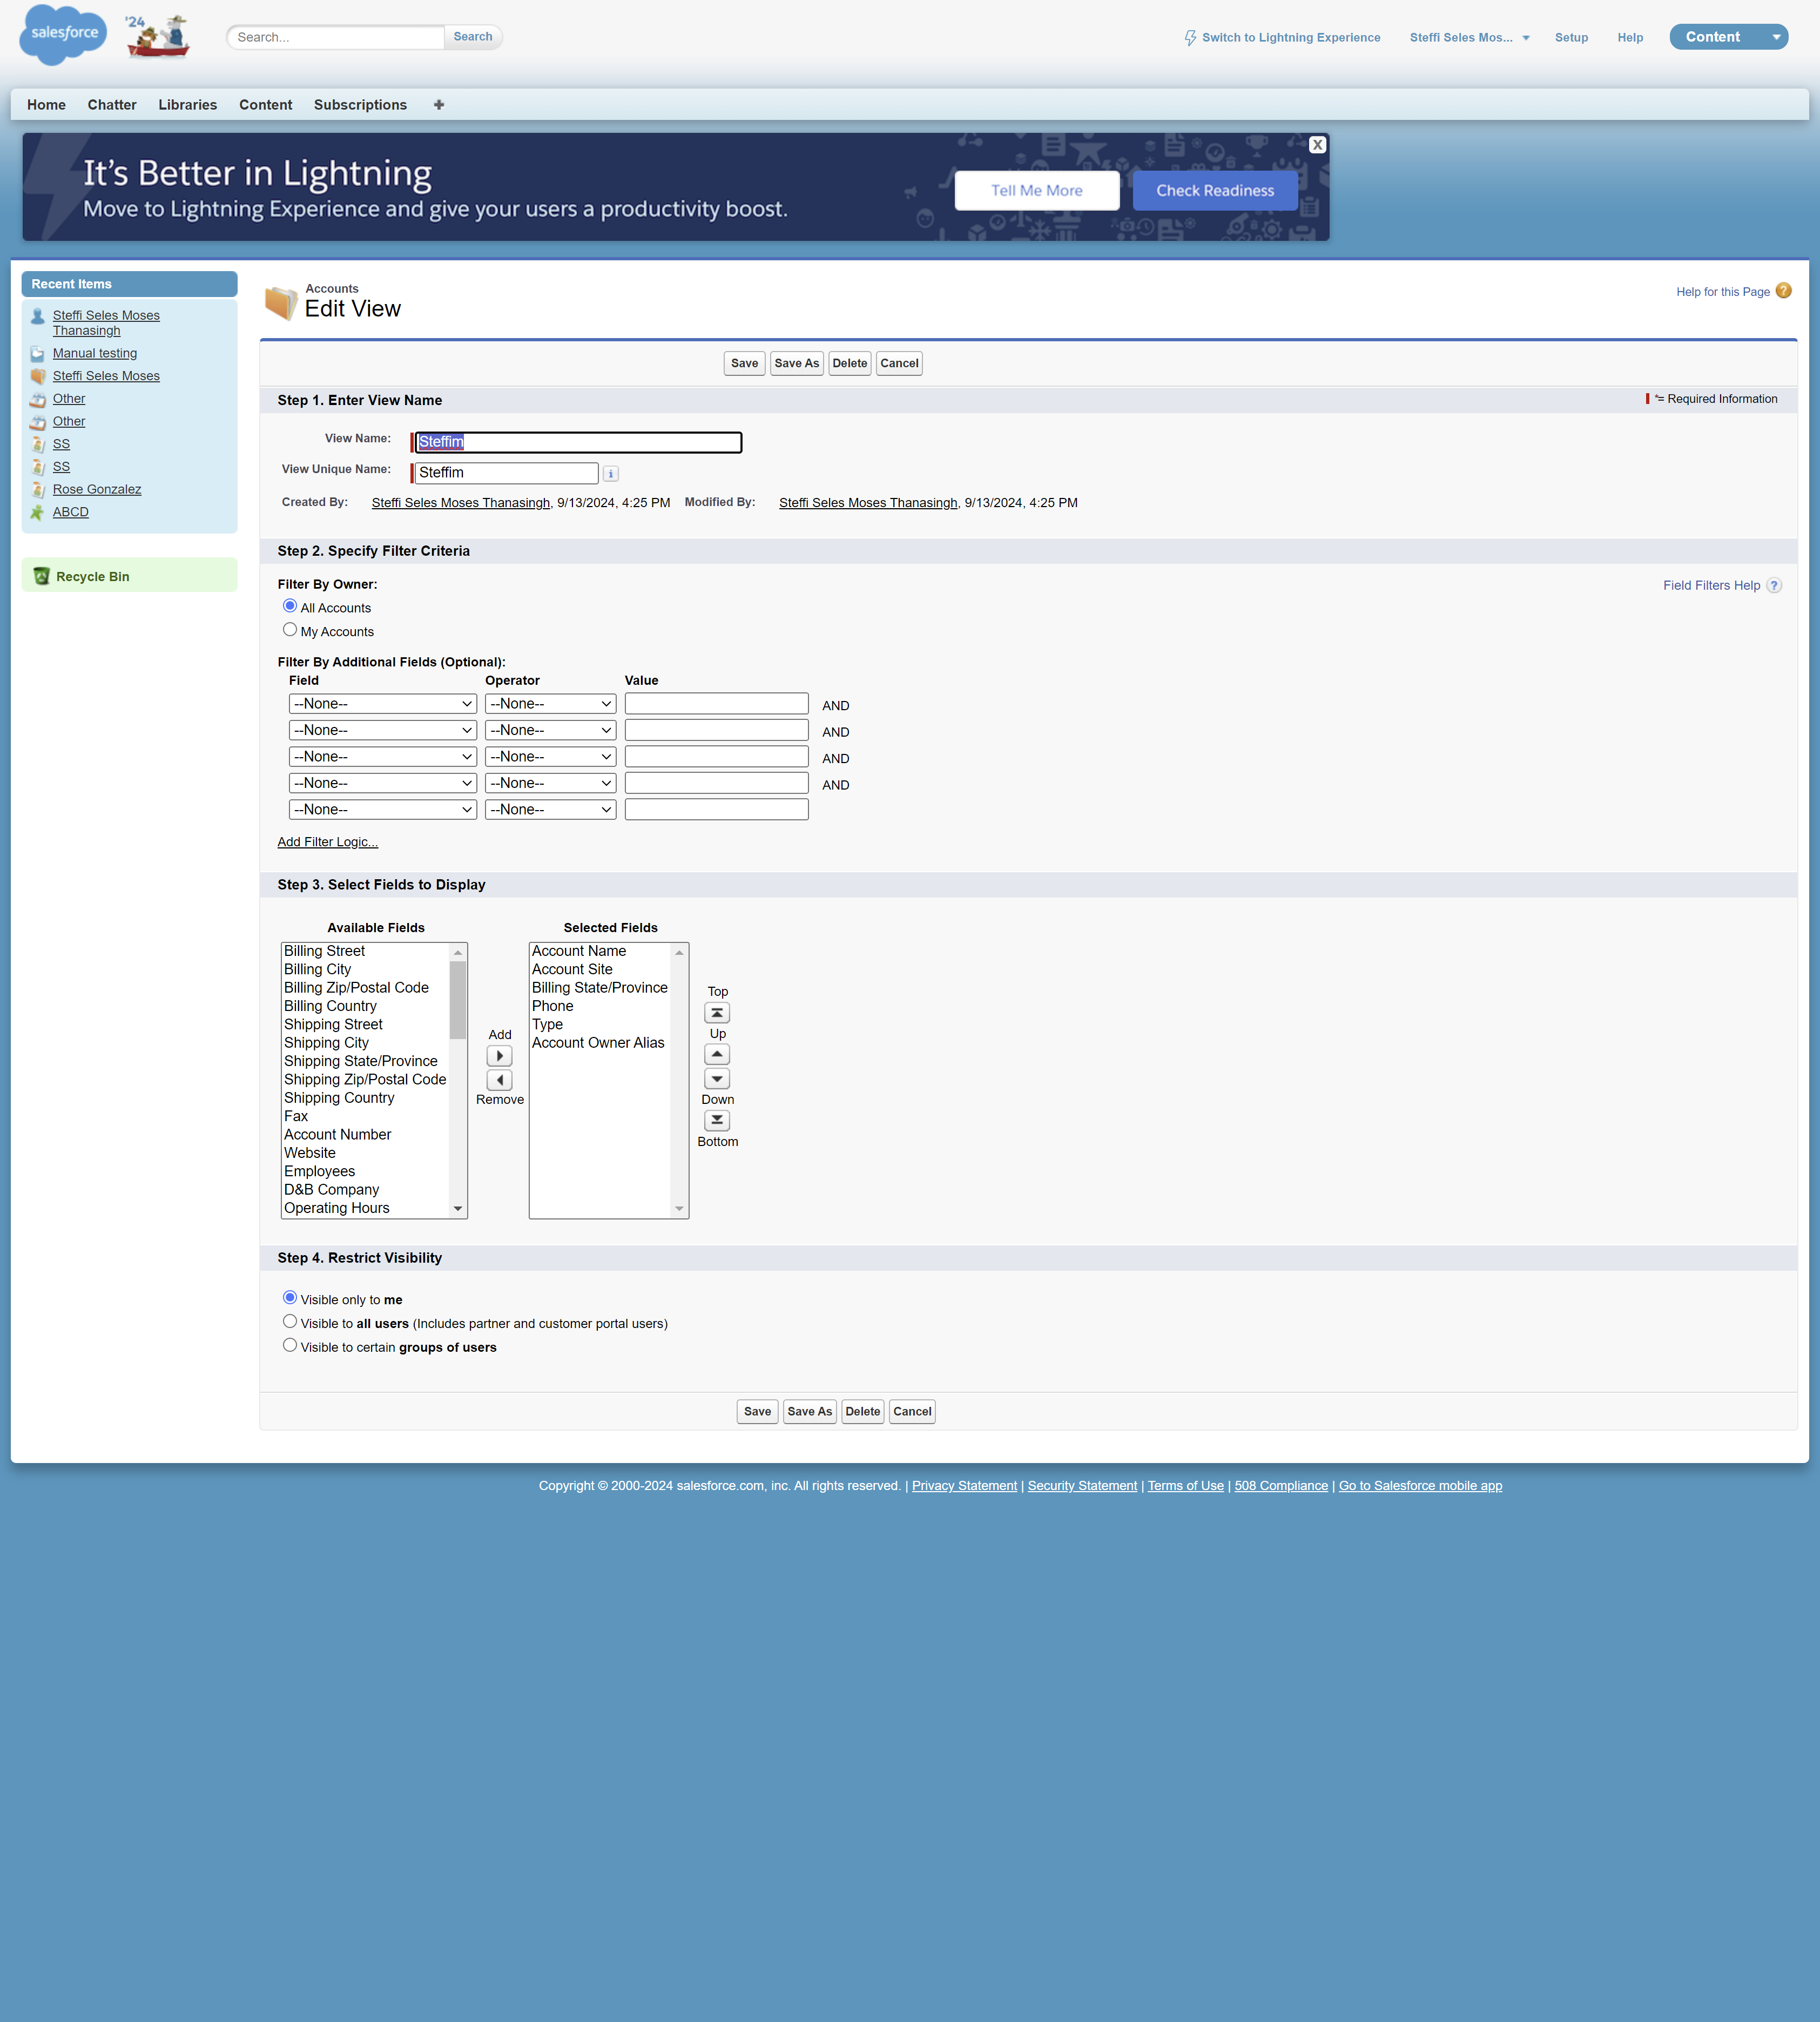 salesforce
'24
Search...
Search
Switch to Lightning Experience
Steffi Seles Mos...
Setup
Help
Content
Home
Chatter
Libraries
Content
Subscriptions
It's Better in Lightning
Move to Lightning Experience and give your users a productivity boost.
Tell Me More
Check Readiness
X
Recent Items
Steffi Seles Moses
Thanasingh
Manual testing
Steffi Seles Moses
Other
Other
SS
SS
Rose Gonzalez
ABCD
Recycle Bin
Accounts
Edit View
Help for this Page ?
Save
Save As
Delete
Cancel
Step 1. Enter View Name
*= Required Information
View Name:
Steffim
View Unique Name:
Steffim
i
Created By: Steffi Seles Moses Thanasingh, 9/13/2024, 4:25 PM
Modified By: Steffi Seles Moses Thanasingh, 9/13/2024, 4:25 PM
Step 2. Specify Filter Criteria
Filter By Owner:
Field Filters Help ?
All Accounts
My Accounts
Filter By Additional Fields (Optional):
Field Operator Value
--None-- --None-- AND
--None-- --None-- AND
--None-- --None-- AND
--None-- --None-- AND
--None-- --None--
Add Filter Logic...
Step 3. Select Fields to Display
Available Fields
Billing Street
Billing City
Billing Zip/Postal Code
Billing Country
Shipping Street
Shipping City
Shipping State/Province
Shipping Zip/Postal Code
Shipping Country
Fax
Account Number
Website
Employees
D&B Company
Operating Hours
Add
Remove
Selected Fields
Account Name
Account Site
Billing State/Province
Phone
Type
Account Owner Alias
Top
Up
Down
Bottom
Step 4. Restrict Visibility
Visible only to me
Visible to all users (Includes partner and customer portal users)
Visible to certain groups of users
Save
Save As
Delete
Cancel
Copyright © 2000-2024 salesforce.com, inc. All rights reserved. | Privacy Statement | Security Statement | Terms of Use | 508 Compliance | Go to Salesforce mobile app